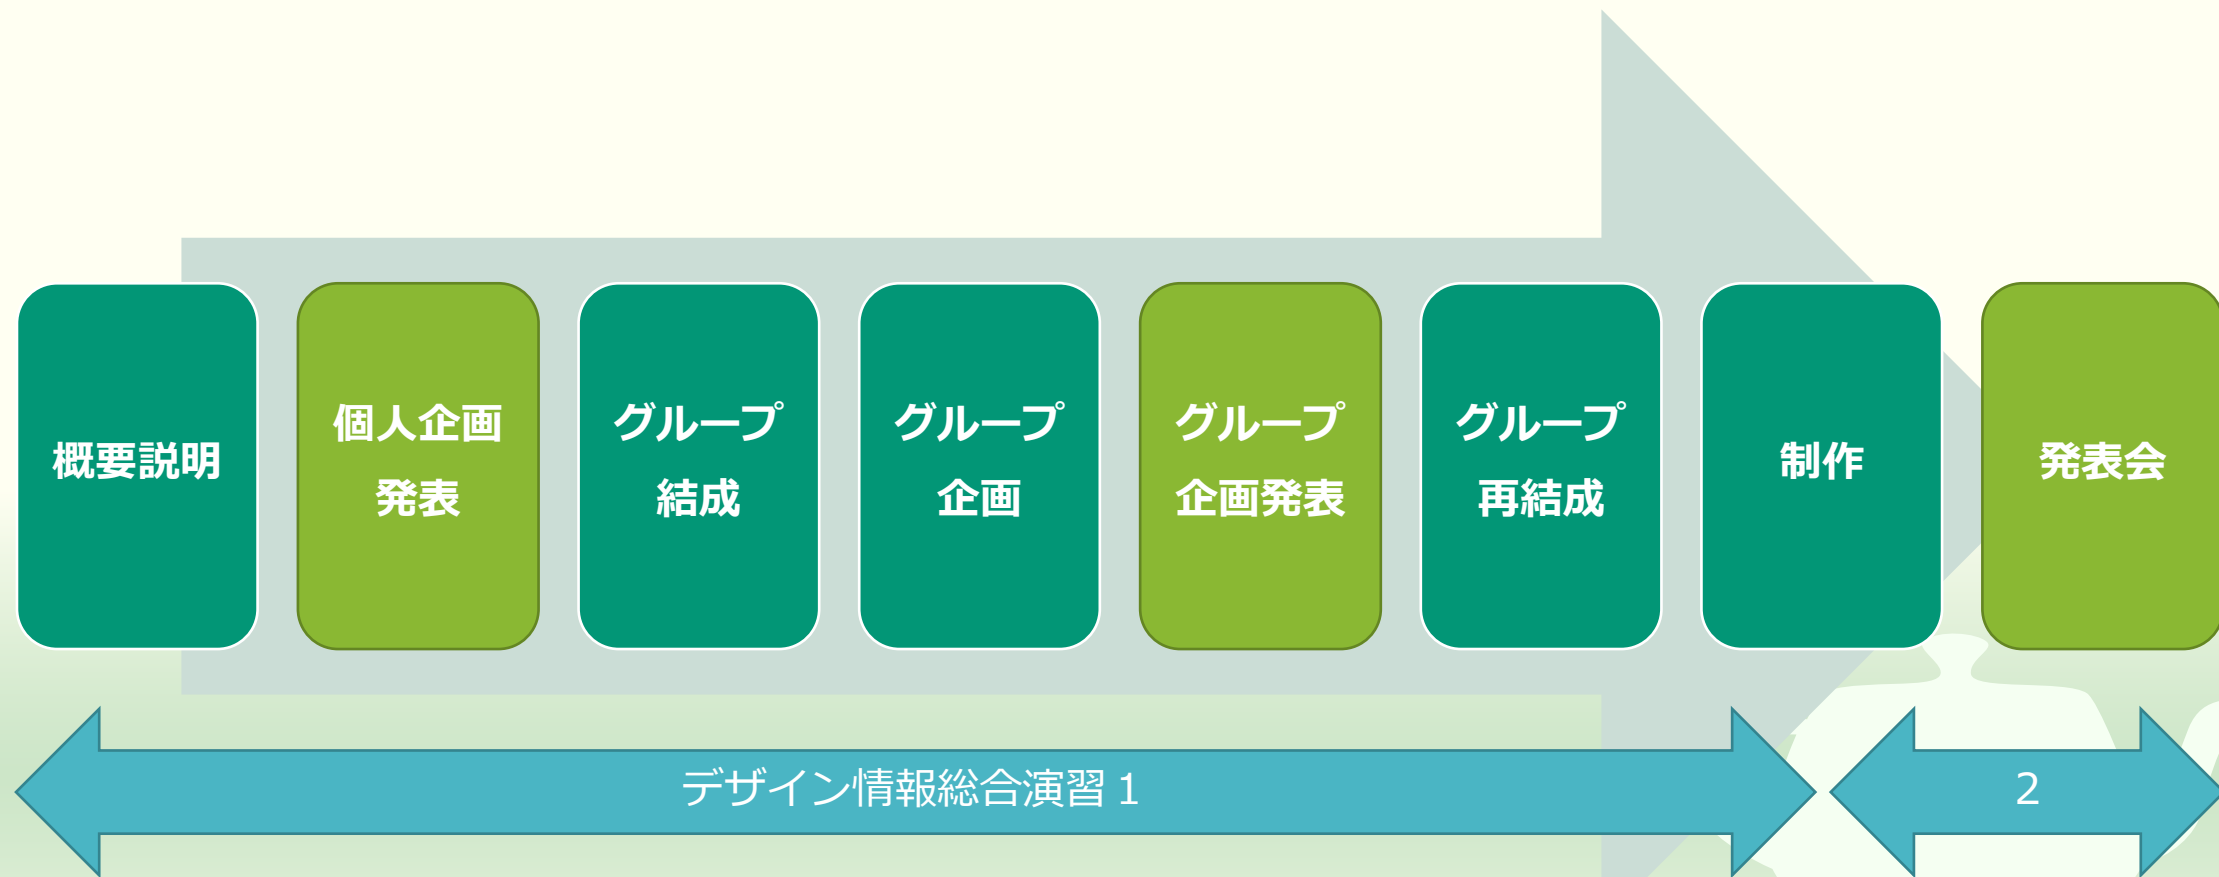 概要説明
個人企画
発表
グループ
結成
グループ
企画
グループ
企画発表
グループ
再結成
制作
発表会
デザイン情報総合演習１
2